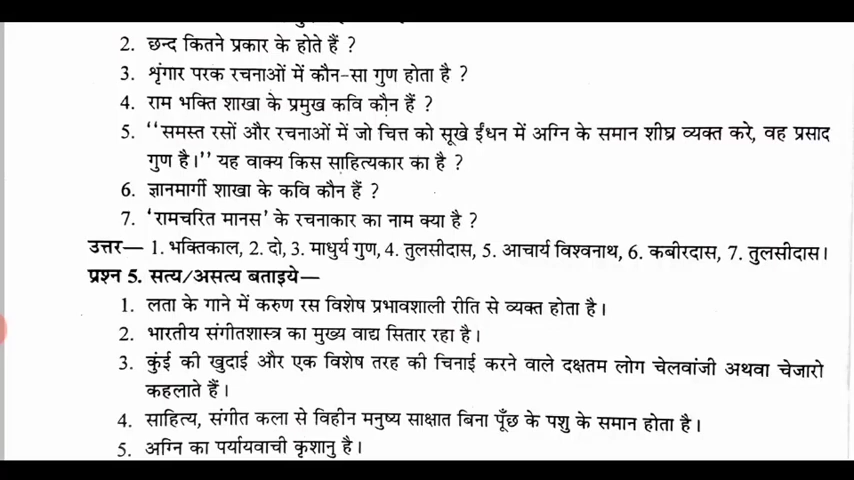 2. छन्द कितने प्रकार के होते हैं ?
3. शृंगार परक रचनाओं में कौन-सा गुण होता है ?
4. राम भक्ति शाखा के प्रमुख कवि कौन हैं ?
5. ''समस्त रसों और रचनाओं में जो चित्त को सूखे ईंधन में अग्नि के समान शीघ्र व्यक्त करे, वह प्रसाद
गुण है।'' यह वाक्य किस साहित्यकार का है ?
6. ज्ञानमार्गी शाखा के कवि कौन हैं ?
7. 'रामचरित मानस' के रचनाकार का नाम क्या है ?
उत्तर— 1. भक्तिकाल, 2. दो, 3. माधुर्य गुण, 4. तुलसीदास, 5. आचार्य विश्वनाथ, 6. कबीरदास, 7. तुलसीदास।
प्रश्न 5. सत्य/असत्य बताइये—
1. लता के गाने में करुण रस विशेष प्रभावशाली रीति से व्यक्त होता है।
2. भारतीय संगीतशास्त्र का मुख्य वाद्य सितार रहा है।
3. कुंई की खुदाई और एक विशेष तरह की चिनाई करने वाले दक्षतम लोग चेलवांजी अथवा चेजारो
कहलाते हैं।
4. साहित्य, संगीत कला से विहीन मनुष्य साक्षात बिना पूँछ के पशु के समान होता है।
5. अग्नि का पर्यायवाची कृशानु है।